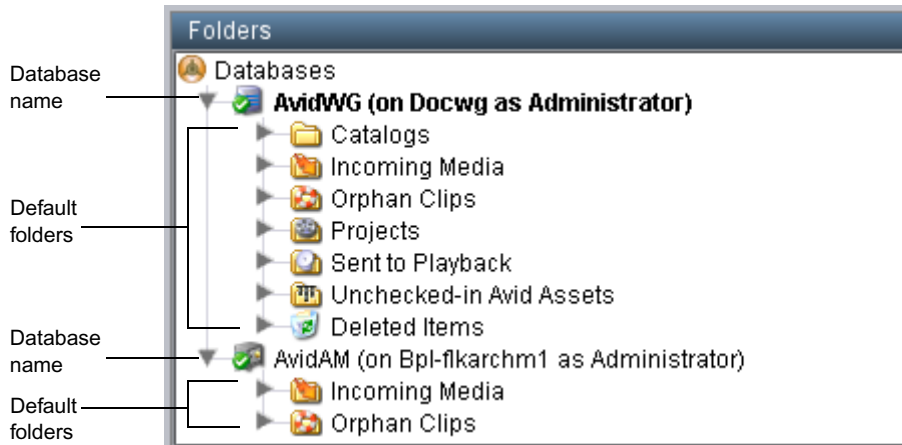 Folders
Databases
Database
name
AvidWG (on Docwg as Administrator)
Catalogs
Incoming Media
Orphan Clips
Default
folders
Projects
Sent to Playback
Unchecked-in Avid Assets
Deleted Items
Database
name
AvidAM (on Bpl-flkarchm1 as Administrator)
Incoming Media
Default
folders
Orphan Clips